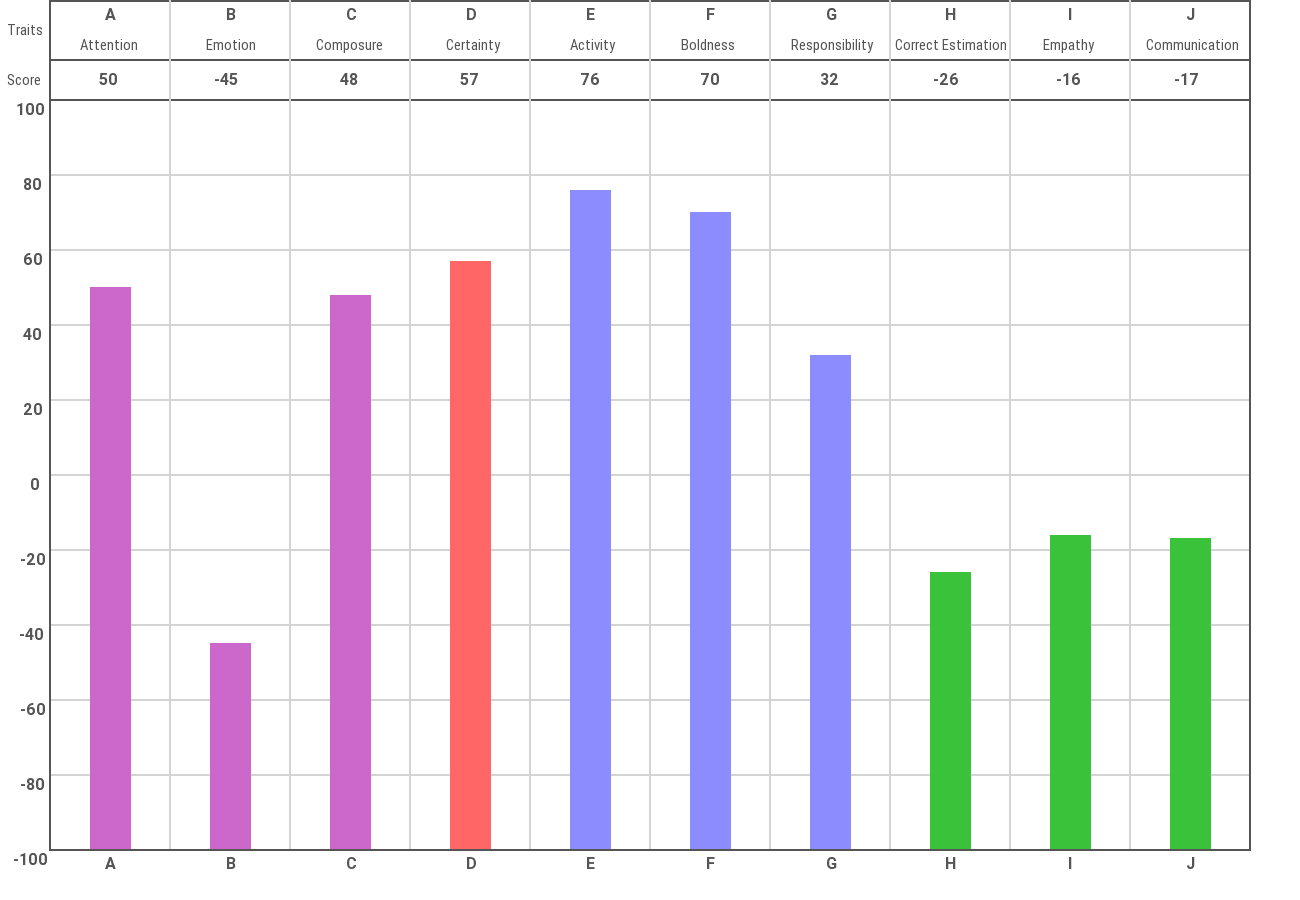 Traits A B C D E F G H I J
Attention Emotion Composure Certainty Activity Boldness Responsibility Correct Estimation Empathy Communication
Score 50 -45 48 57 76 70 32 -26 -16 -17
100
80
60
40
20
0
-20
-40
-60
-80
-100
A B C D E F G H I J